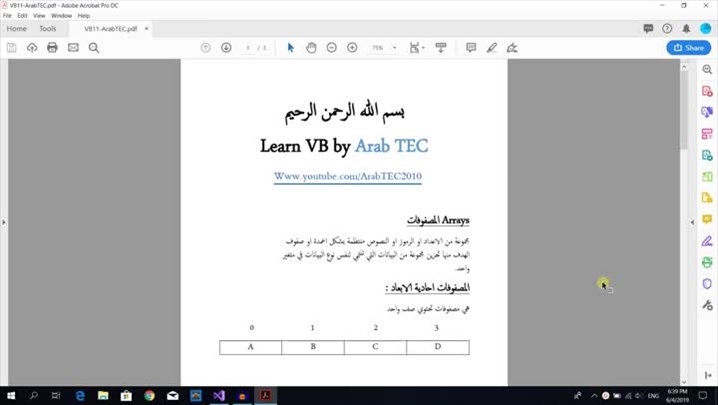 VB11-ArabTEC.pdf - Adobe Acrobat Pro DC
File Edit View Window Help
Home Tools VB11-ArabTEC.pdf ×
1 / 3 75% Share
بسم الله الرحمن الرحيم
Learn VB by Arab TEC
Www.youtube.com/ArabTEC2010
Arrays المصفوفات
مجموعة من الاعداد او الرموز او النصوص منتظمة بشكل اعمدة او صفوف
الهدف منها تخزين مجموعة من البيانات التي تنتمي لنفس نوع البيانات في متغير
واحد.
المصفوفات احادية الابعاد :
هي مصفوفات تحتوي صف واحد
0 1 2 3
A B C D
ENG 6:39 PM
6/4/2019